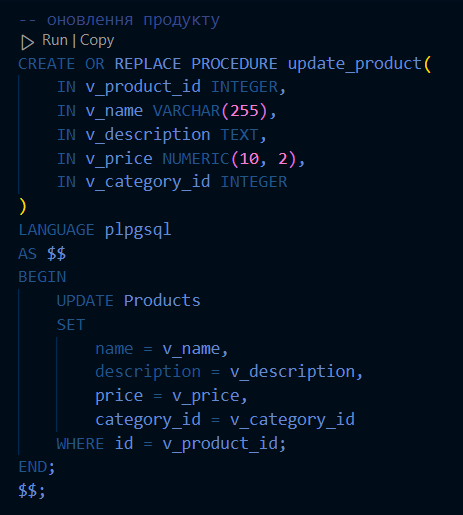 -- оновлення продукту
Run | Copy
CREATE OR REPLACE PROCEDURE update_product(
    IN v_product_id INTEGER,
    IN v_name VARCHAR(255),
    IN v_description TEXT,
    IN v_price NUMERIC(10, 2),
    IN v_category_id INTEGER
)
LANGUAGE plpgsql
AS $$
BEGIN
    UPDATE Products
    SET
        name = v_name,
        description = v_description,
        price = v_price,
        category_id = v_category_id
    WHERE id = v_product_id;
END;
$$;